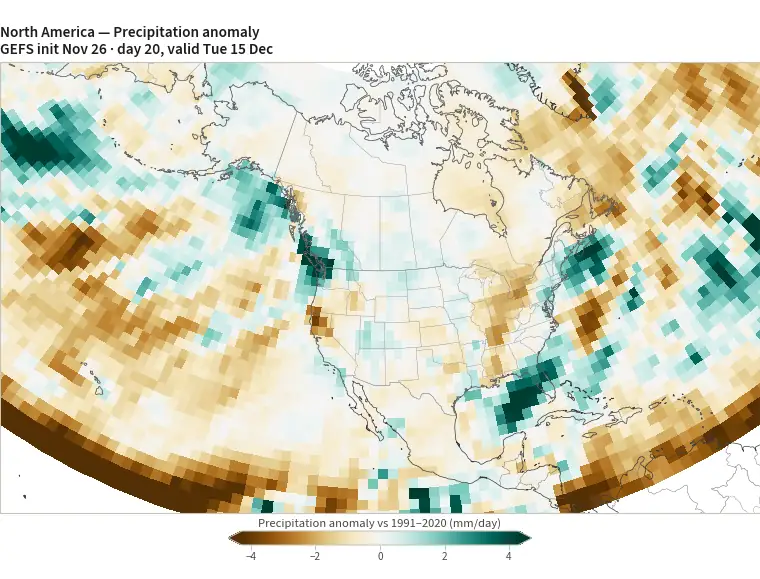 North America — Precipitation anomaly
GEFS init Nov 26 · day 20, valid Tue 15 Dec
Precipitation anomaly vs 1991–2020 (mm/day)
−4 −2 0 2 4